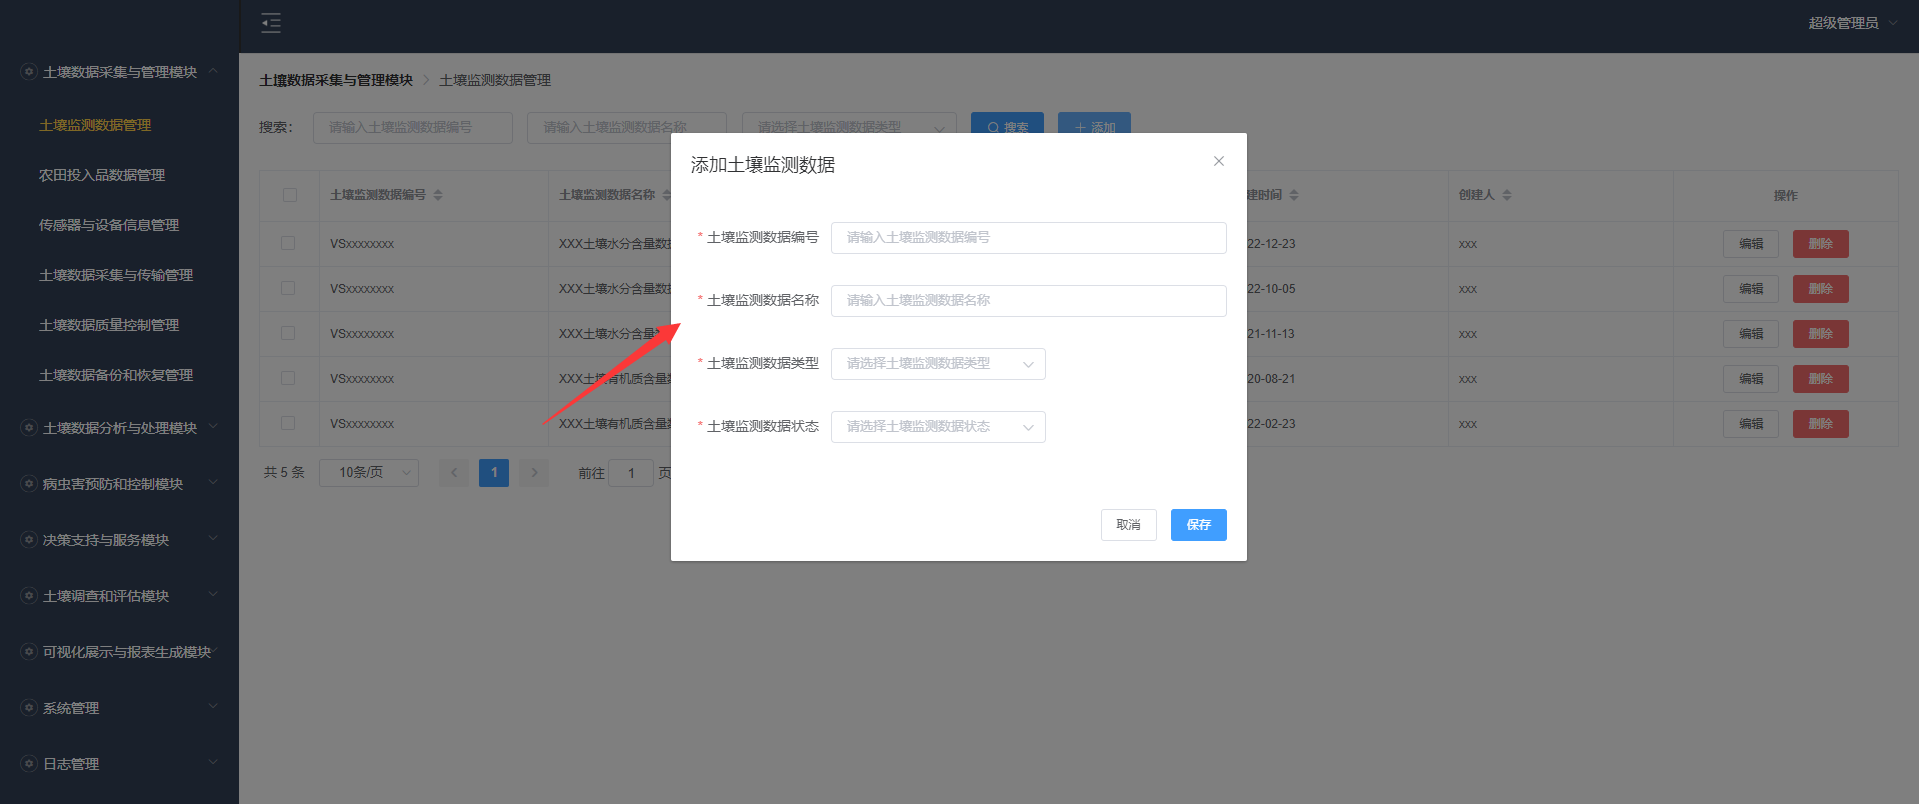 超级管理员
土壤数据采集与管理模块
土壤监测数据管理
农田投入品数据管理
传感器与设备信息管理
土壤数据采集与传输管理
土壤数据质量控制管理
土壤数据备份和恢复管理
土壤数据分析与处理模块
病虫害预防和控制模块
决策支持与服务模块
土壤调查和评估模块
可视化展示与报表生成模块
系统管理
日志管理
土壤数据采集与管理模块 > 土壤监测数据管理
搜索: 请输入土壤监测数据编号 请输入土壤监测数据名称 请选择土壤监测数据类型 搜索 添加
土壤监测数据编号 土壤监测数据名称 建时间 创建人 操作
VSxxxxxxxx XXX土壤水分含量数据 22-12-23 xxx 编辑 删除
VSxxxxxxxx XXX土壤水分含量数据 22-10-05 xxx 编辑 删除
VSxxxxxxxx XXX土壤水分含量 21-11-13 xxx 编辑 删除
VSxxxxxxxx XXX土壤有机质含量 20-08-21 xxx 编辑 删除
VSxxxxxxxx XXX土壤有机质含量 22-02-23 xxx 编辑 删除
共 5 条 10条/页 < 1 > 前往 1 页
添加土壤监测数据
* 土壤监测数据编号 请输入土壤监测数据编号
* 土壤监测数据名称 请输入土壤监测数据名称
* 土壤监测数据类型 请选择土壤监测数据类型
* 土壤监测数据状态 请选择土壤监测数据状态
取消 保存